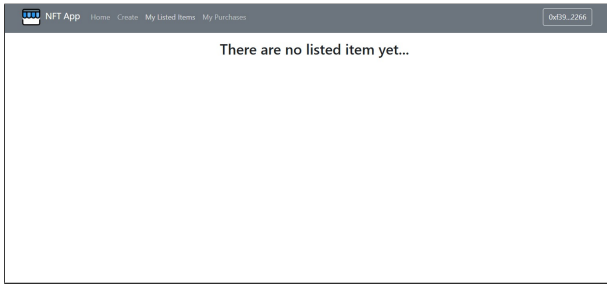 NFT App Home Create My Listed Items My Purchases 0xf39...2266
There are no listed item yet...